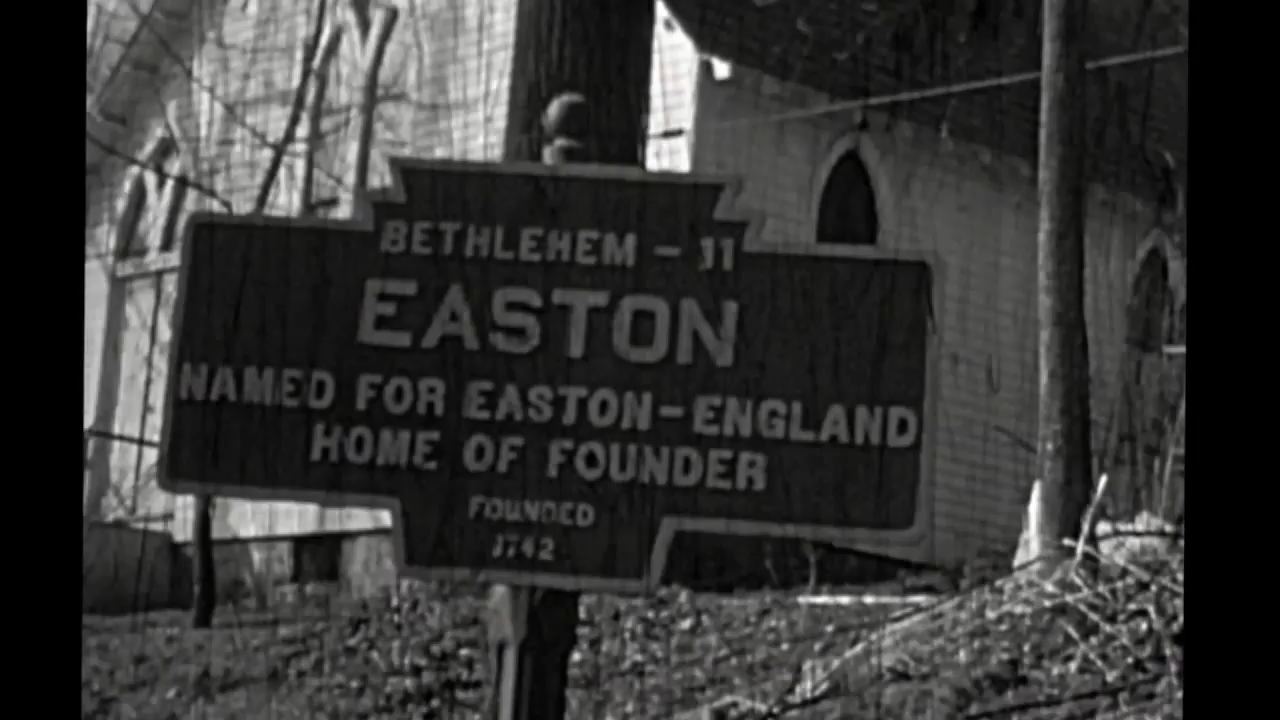 BETHLEHEM - 11
EASTON
NAMED FOR EASTON-ENGLAND
HOME OF FOUNDER
FOUNDED
1742